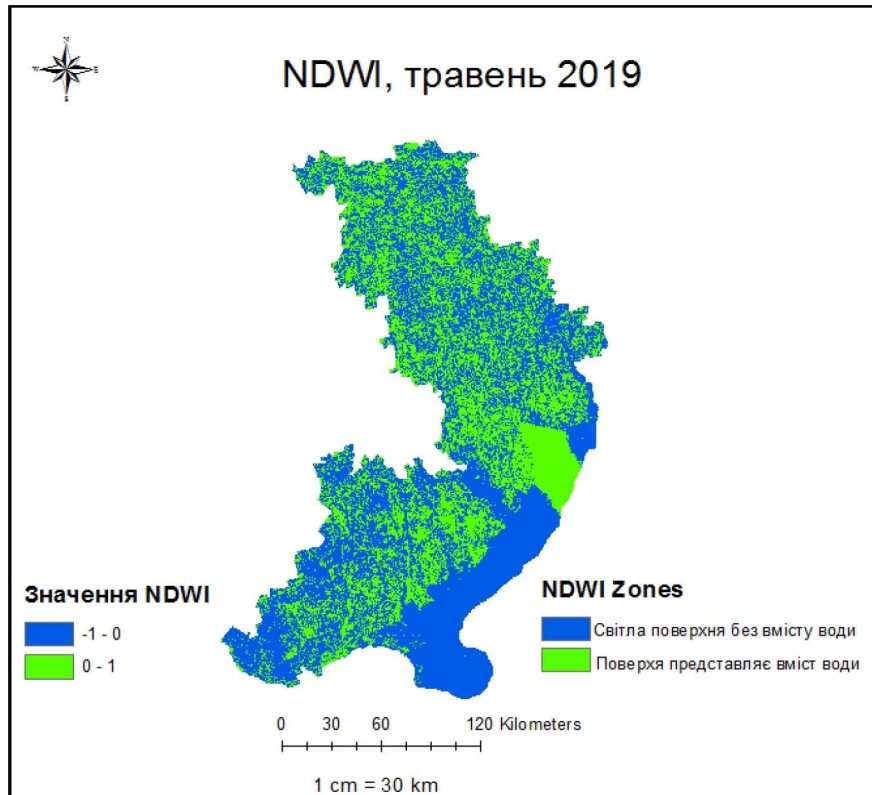 N
W E
S
NDWI, травень 2019
Значення NDWI
-1 - 0
0 - 1
NDWI Zones
Світла поверхня без вмісту води
Поверхя представляє вміст води
0 30 60 120 Kilometers
1 cm = 30 km